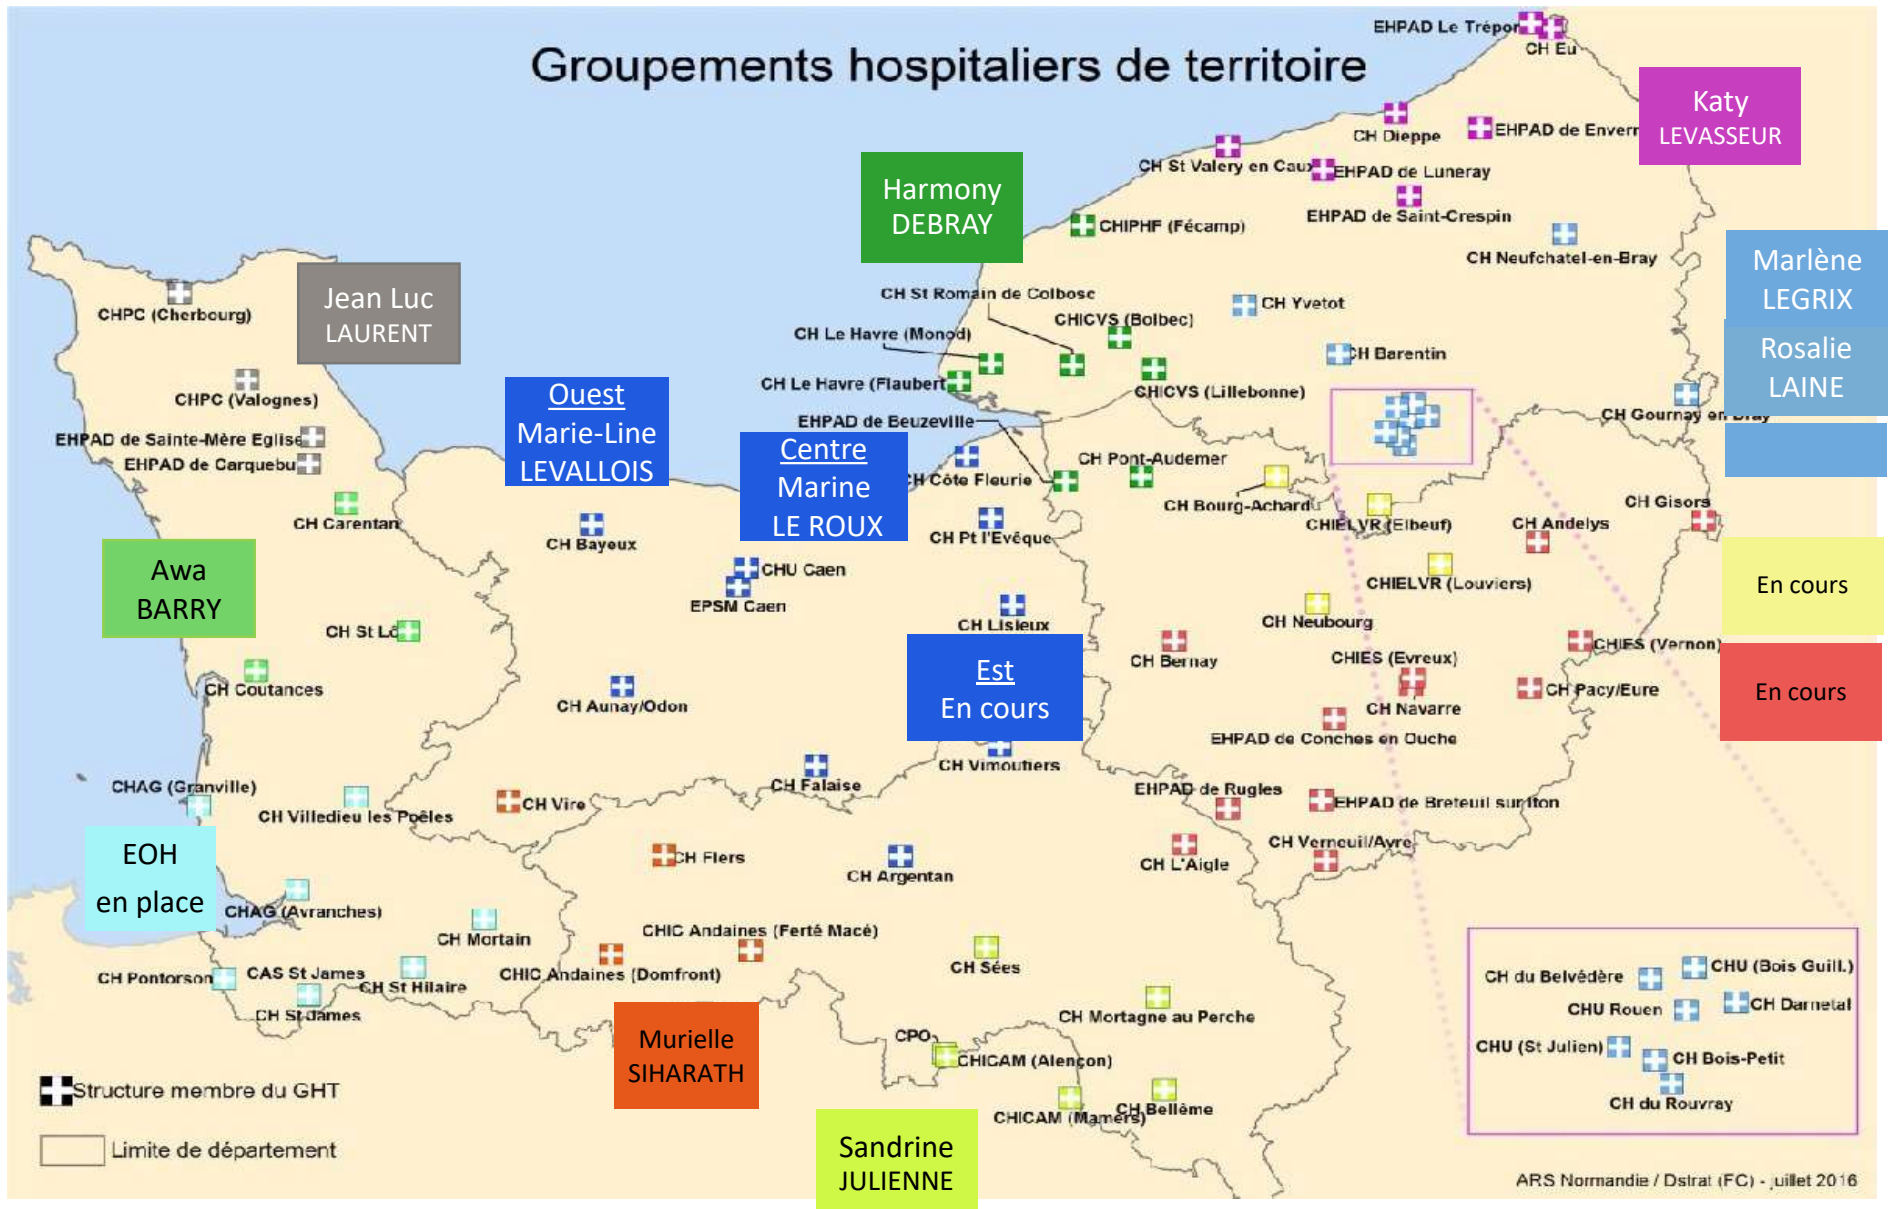 Groupements hospitaliers de territoire
EHPAD Le Trépor
CH Eu
Katy
LEVASSEUR
CH Dieppe
EHPAD de Envern
CH St Valery en Caux
EHPAD de Luneray
EHPAD de Saint-Crespin
Harmony
DEBRAY
CHIPHF (Fécamp)
CH Neufchatel-en-Bray
Marlène
LEGRIX
Rosalie
LAINE
Jean Luc
LAURENT
CHPC (Cherbourg)
CH St Romain de Colbosc
CH Yvetot
CHICVS (Bolbec)
CH Le Havre (Monod)
CH Barentin
CH Le Havre (Flaubert
CHICVS (Lillebonne)
CHPC (Valognes)
CH Gournay en Bray
EHPAD de Beuzeville
EHPAD de Sainte-Mère Eglise
EHPAD de Carquebu
Ouest
Marie-Line
LEVALLOIS
Centre
Marine
LE ROUX
CH Côte Fleurie
CH Pont-Audemer
CH Bourg-Achard
CH Gisors
CHIELVR (Elbeuf)
CH Andelys
CH Carentan
CH Bayeux
CH Pt l'Evêque
CHU Caen
EPSM Caen
CHIELVR (Louviers)
En cours
Awa
BARRY
CH St Lô
CH Lisieux
CH Neubourg
CHIES (Vernon)
CH Bernay
CHIES (Evreux)
CH Coutances
Est
En cours
CH Pacy/Eure
En cours
CH Aunay/Odon
CH Navarre
EHPAD de Conches en Ouche
CH Vimoutiers
CHAG (Granville)
CH Falaise
EHPAD de Rugles
CH Villedieu les Poêles
CH Vire
EHPAD de Breteuil sur Iton
CH Verneuil/Avre
EOH
en place
CH Flers
CH Argentan
CH L'Aigle
CHAG (Avranches)
CH Mortain
CHIC Andaines (Ferté Macé)
CH Pontorson
CAS St James
CH St Hilaire
CHIC Andaines (Domfront)
CH Sées
CH St James
CH Mortagne au Perche
Murielle
SIHARATH
CPO
CHICAM (Alençon)
CHICAM (Mamers)
CH Bellême
Sandrine
JULIENNE
CH du Belvédère
CHU (Bois Guill.)
CHU Rouen
CH Darnetal
CHU (St Julien)
CH Bois-Petit
CH du Rouvray
Structure membre du GHT
Limite de département
ARS Normandie / Dstrat (FC) - juillet 2016